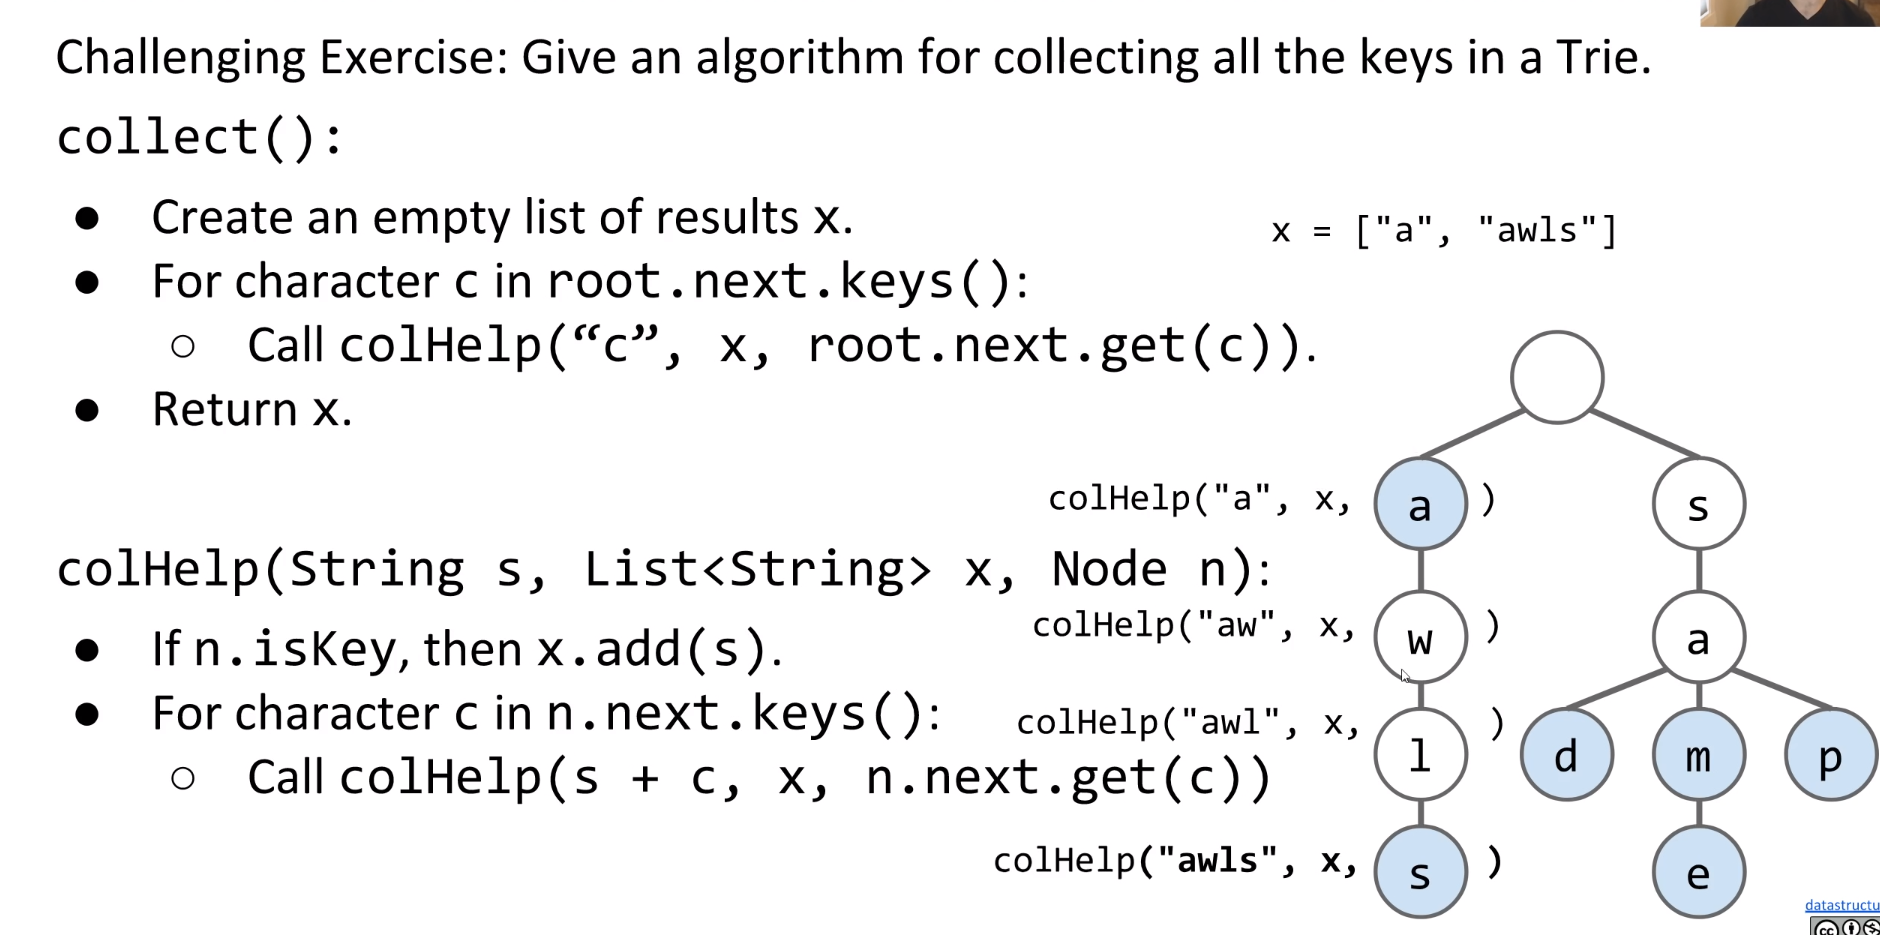 Challenging Exercise: Give an algorithm for collecting all the keys in a Trie.
collect():
● Create an empty list of results x.
x = ["a", "awls"]
● For character c in root.next.keys():
○ Call colHelp(“c”, x, root.next.get(c)).
● Return x.
colHelp("a", x, a )
s
colHelp(String s, List<String> x, Node n):
colHelp("aw", x, w )
a
● If n.isKey, then x.add(s).
● For character c in n.next.keys():
colHelp("awl", x, l )
d m p
○ Call colHelp(s + c, x, n.next.get(c))
colHelp("awls", x, s )
e
datastructu
cc